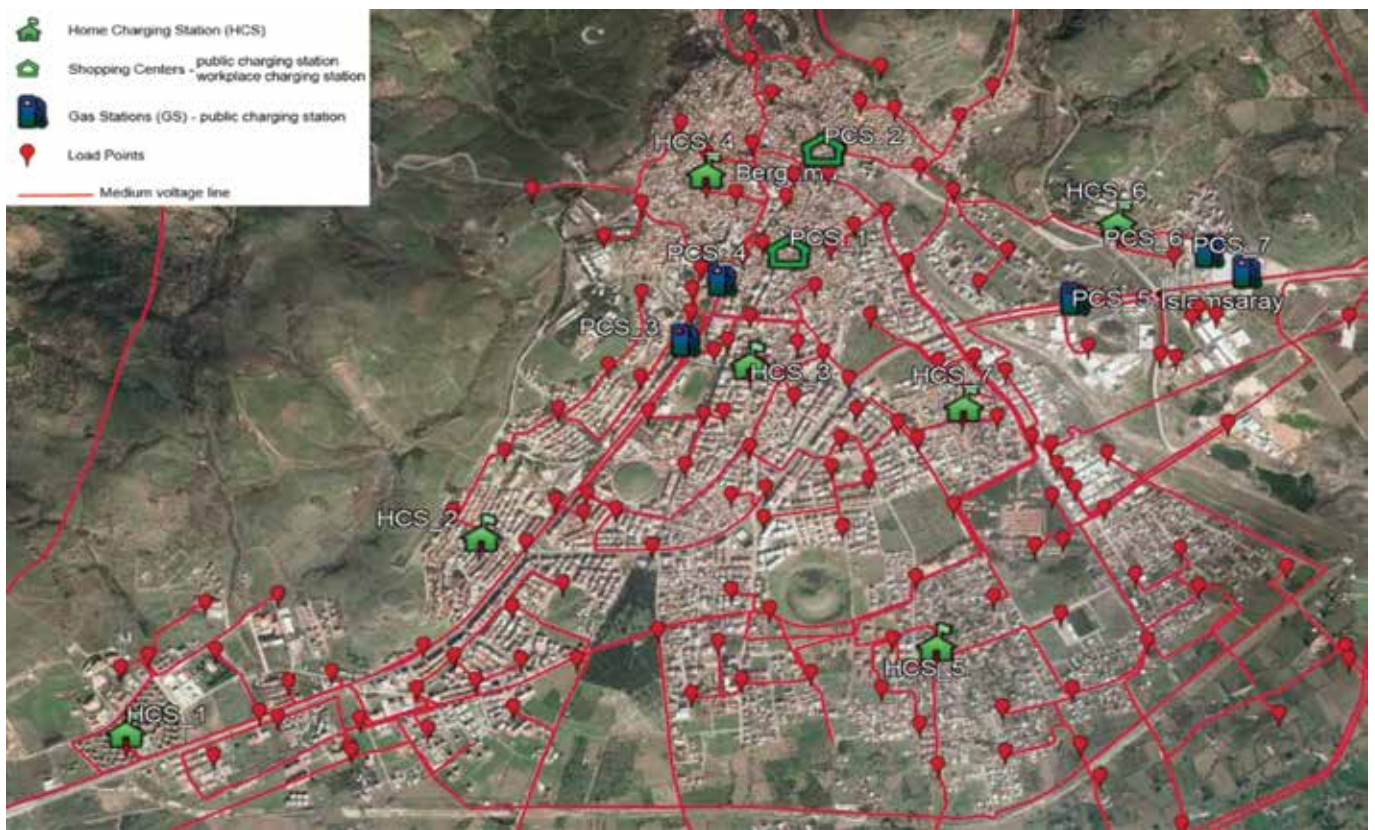 Home Charging Station (HCS)
Shopping Centers - public charging station
workplace charging station
Gas Stations (GS) - public charging station
Load Points
Medium voltage line
HCS_4
PCS_2
HCS_6
PCS_1
PCS_6
PCS_7
PCS_4
PCS_5
Islamsaray
PCS_3
HCS_3
HCS_7
HCS_2
HCS_5
HCS_1